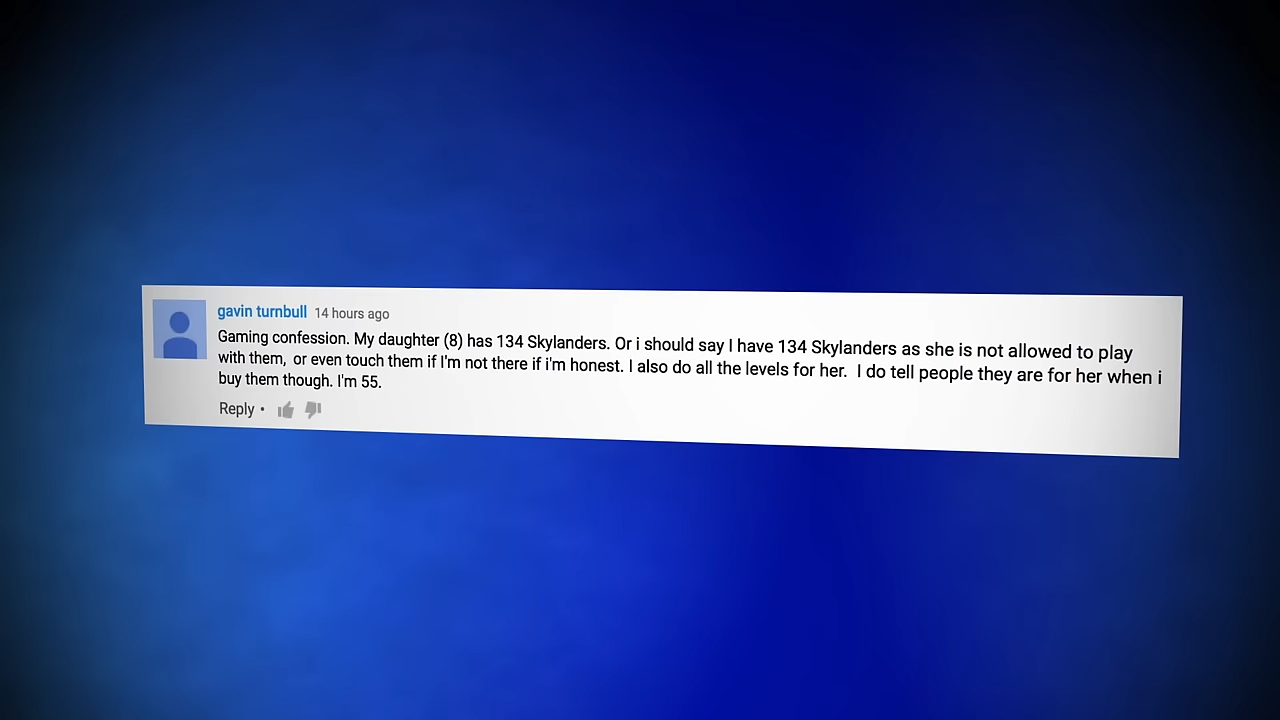 gavin turnbull 14 hours ago
Gaming confession. My daughter (8) has 134 Skylanders. Or i should say I have 134 Skylanders as she is not allowed to play
with them, or even touch them if I'm not there if i'm honest. I also do all the levels for her. I do tell people they are for her when i
buy them though. I'm 55.
Reply •